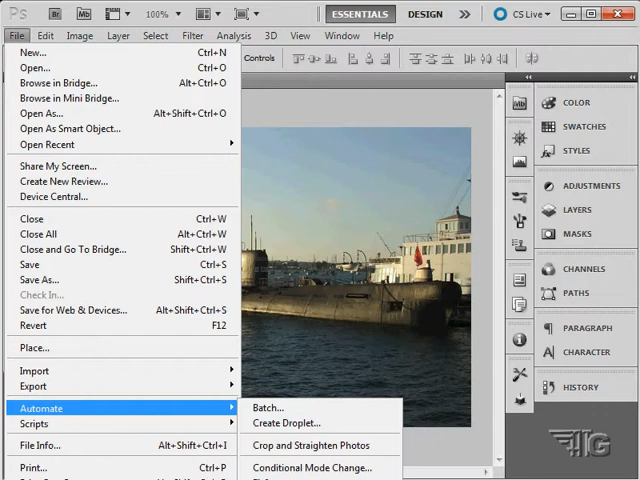 Ps Br Mb 100% ESSENTIALS DESIGN CS Live
File Edit Image Layer Select Filter Analysis 3D View Window Help
New... Ctrl+N
Open... Ctrl+O
Browse in Bridge... Alt+Ctrl+O
Browse in Mini Bridge...
Open As... Alt+Shift+Ctrl+O
Open As Smart Object...
Open Recent
Share My Screen...
Create New Review...
Device Central...
Close Ctrl+W
Close All Alt+Ctrl+W
Close and Go To Bridge... Shift+Ctrl+W
Save Ctrl+S
Save As... Shift+Ctrl+S
Check In...
Save for Web & Devices... Alt+Shift+Ctrl+S
Revert F12
Place...
Import
Export
Automate
Scripts
File Info... Alt+Shift+Ctrl+I
Print... Ctrl+P
Controls
Batch...
Create Droplet...
Crop and Straighten Photos
Conditional Mode Change...
Mb
COLOR
SWATCHES
STYLES
ADJUSTMENTS
LAYERS
MASKS
CHANNELS
PATHS
PARAGRAPH
CHARACTER
HISTORY